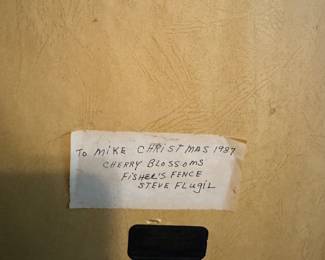 To MIKE CHRISTMAS 1987
CHERRY BLOSSOMS
FISHER'S FENCE
STEVE FLUGIL